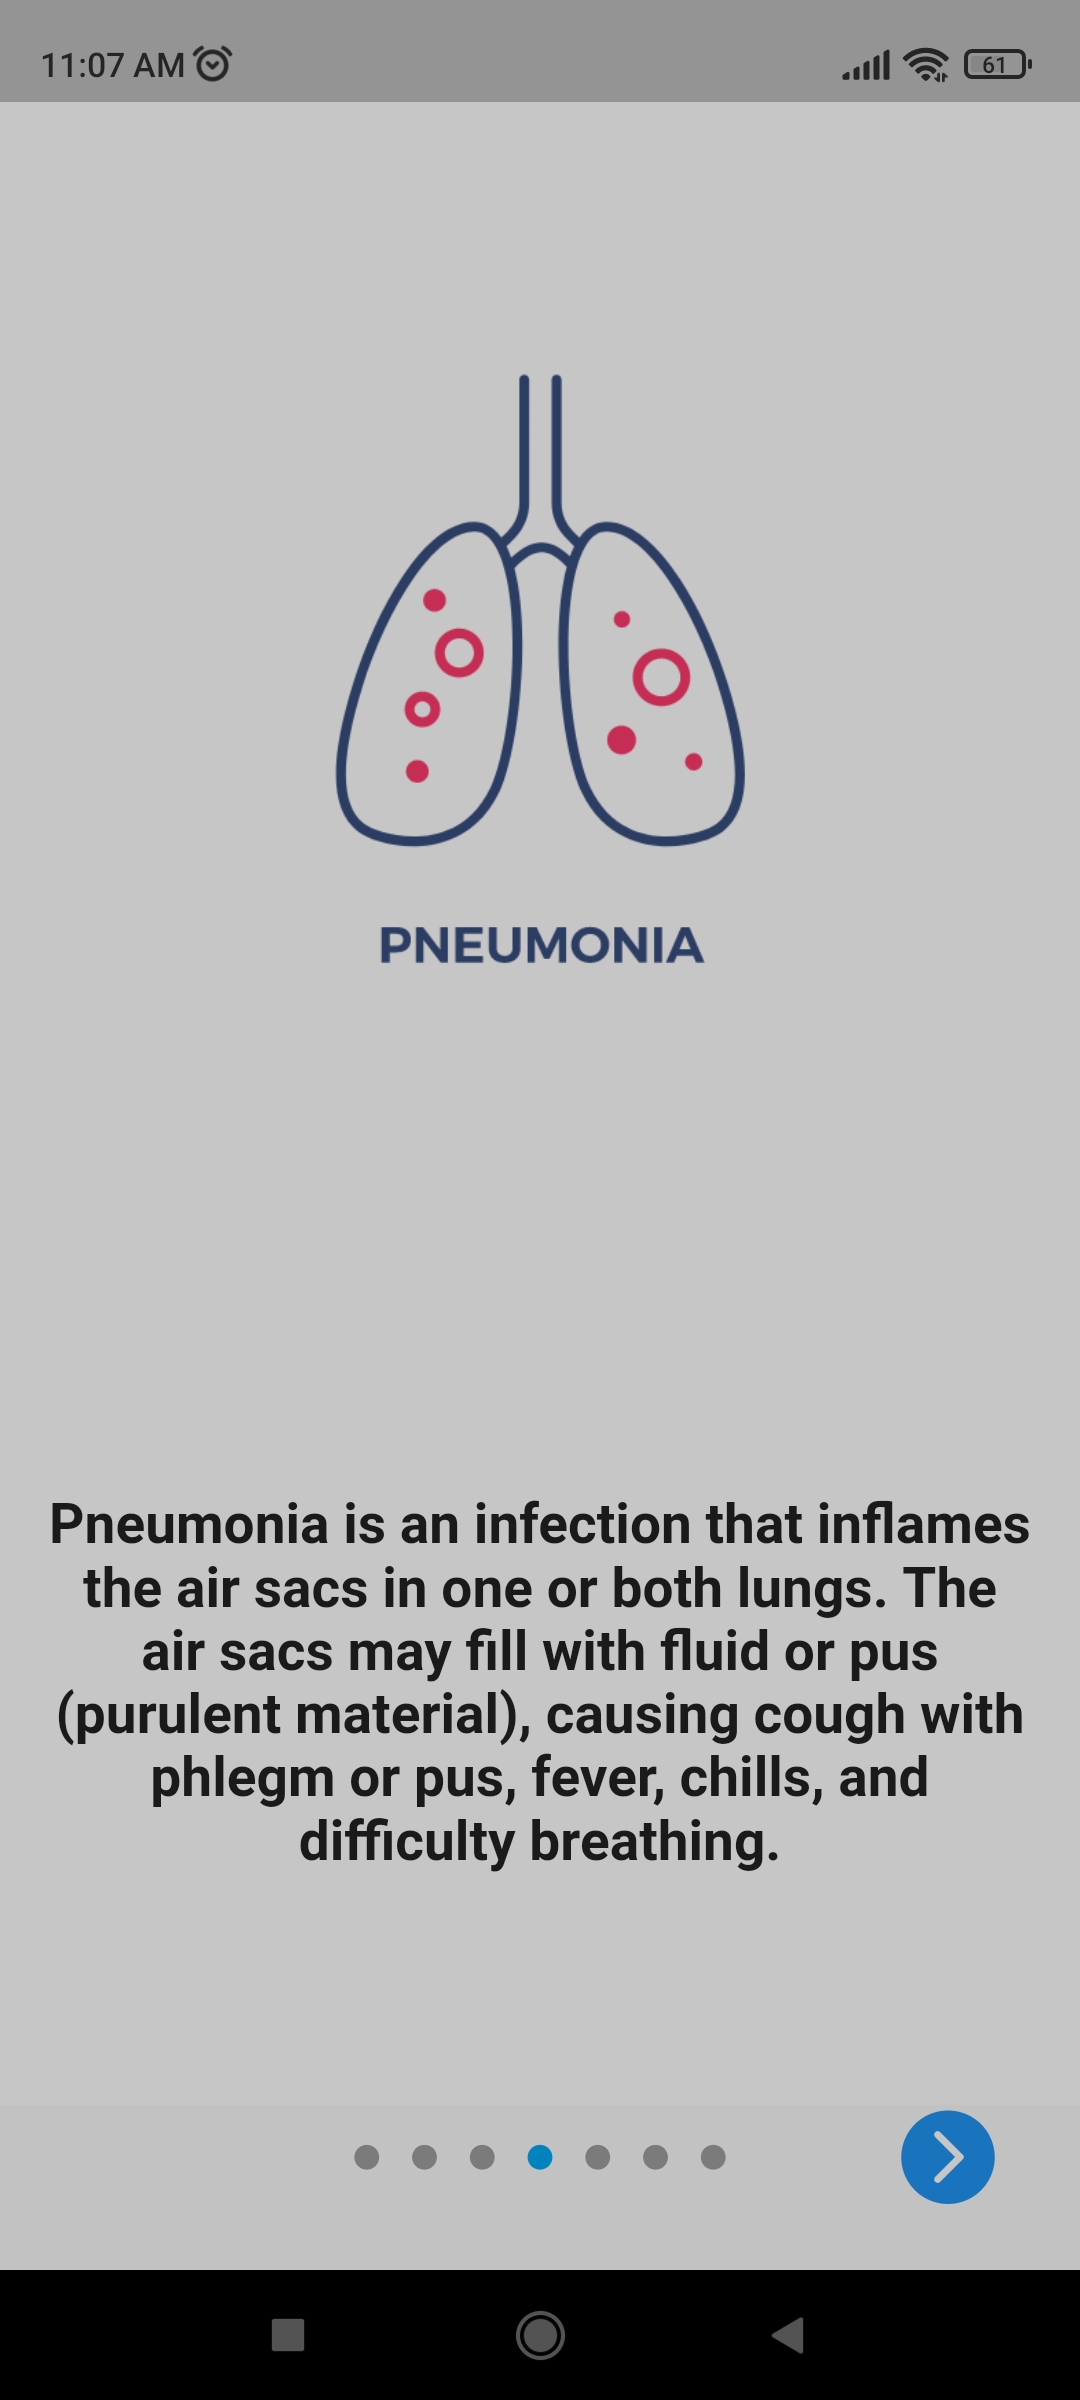 11:07 AM
61
PNEUMONIA
Pneumonia is an infection that inflames
the air sacs in one or both lungs. The
air sacs may fill with fluid or pus
(purulent material), causing cough with
phlegm or pus, fever, chills, and
difficulty breathing.